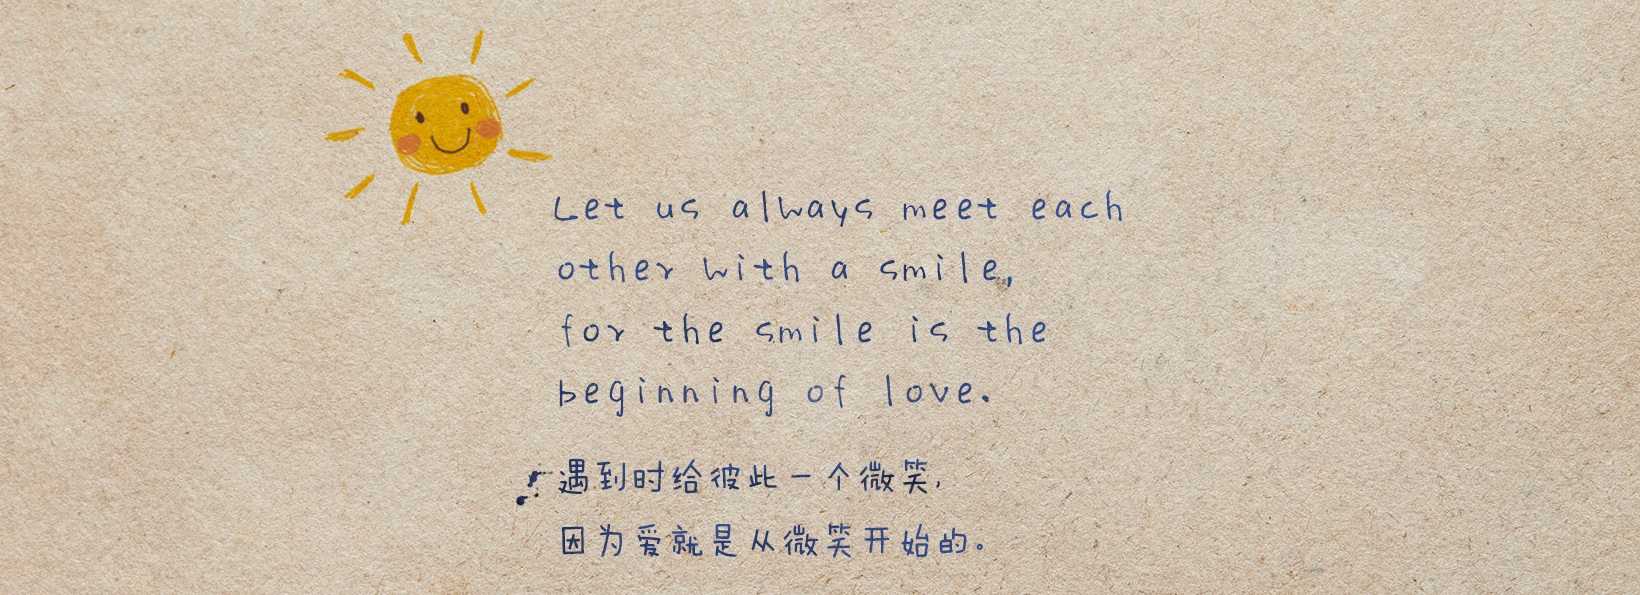 Let us always meet each
other with a smile,
for the smile is the
beginning of love.
遇到时给彼此一个微笑,
因为爱就是从微笑开始的。